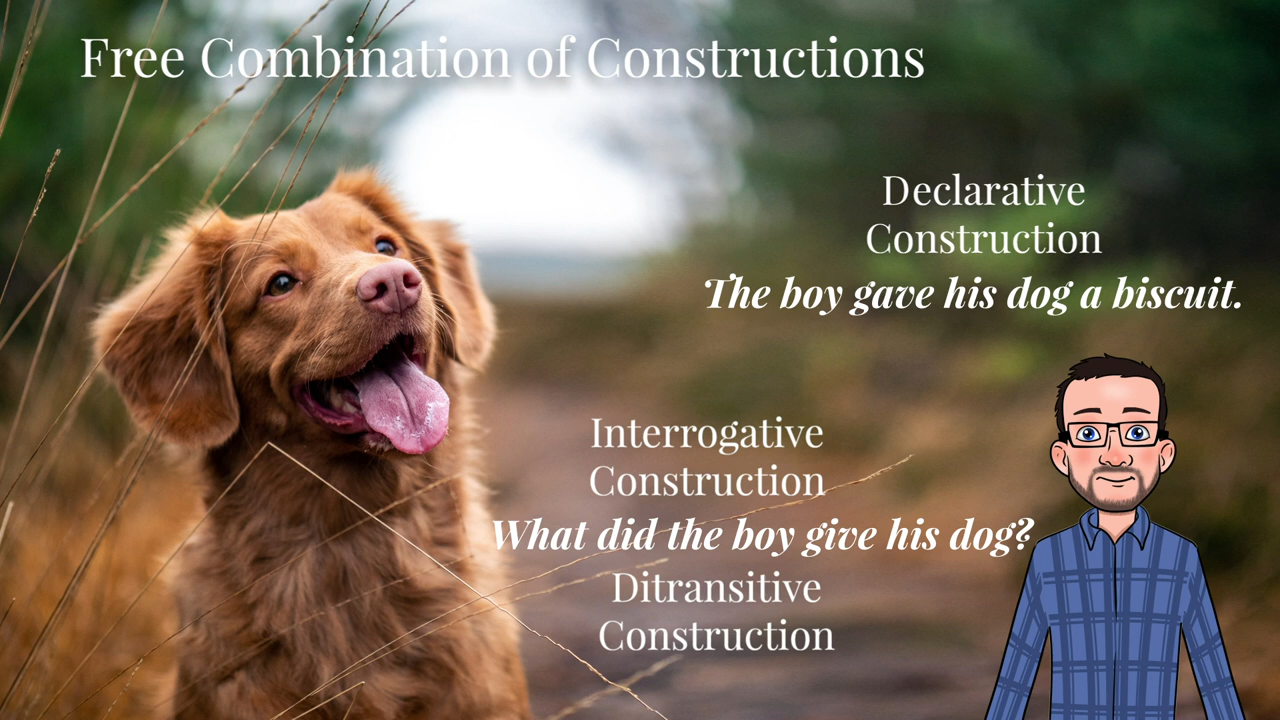 Free Combination of Constructions
Declarative
Construction
The boy gave his dog a biscuit.
Interrogative
Construction
What did the boy give his dog?
Ditransitive
Construction